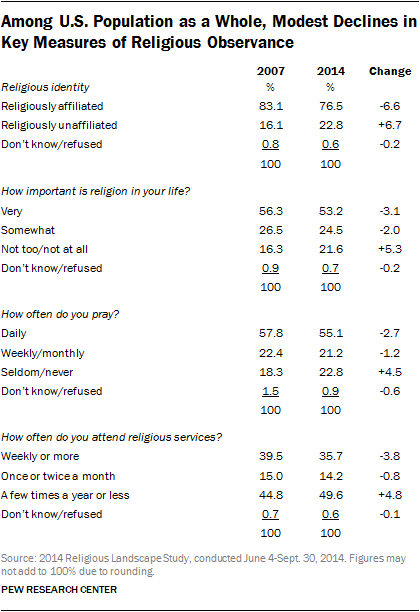 Among U.S. Population as a Whole, Modest Declines in
Key Measures of Religious Observance
2007 2014 Change
Religious identity % %
Religiously affiliated 83.1 76.5 -6.6
Religiously unaffiliated 16.1 22.8 +6.7
Don't know/refused 0.8 0.6 -0.2
100 100
How important is religion in your life?
Very 56.3 53.2 -3.1
Somewhat 26.5 24.5 -2.0
Not too/not at all 16.3 21.6 +5.3
Don't know/refused 0.9 0.7 -0.2
100 100
How often do you pray?
Daily 57.8 55.1 -2.7
Weekly/monthly 22.4 21.2 -1.2
Seldom/never 18.3 22.8 +4.5
Don't know/refused 1.5 0.9 -0.6
100 100
How often do you attend religious services?
Weekly or more 39.5 35.7 -3.8
Once or twice a month 15.0 14.2 -0.8
A few times a year or less 44.8 49.6 +4.8
Don't know/refused 0.7 0.6 -0.1
100 100
Source: 2014 Religious Landscape Study, conducted June 4-Sept. 30, 2014. Figures may
not add to 100% due to rounding.
PEW RESEARCH CENTER